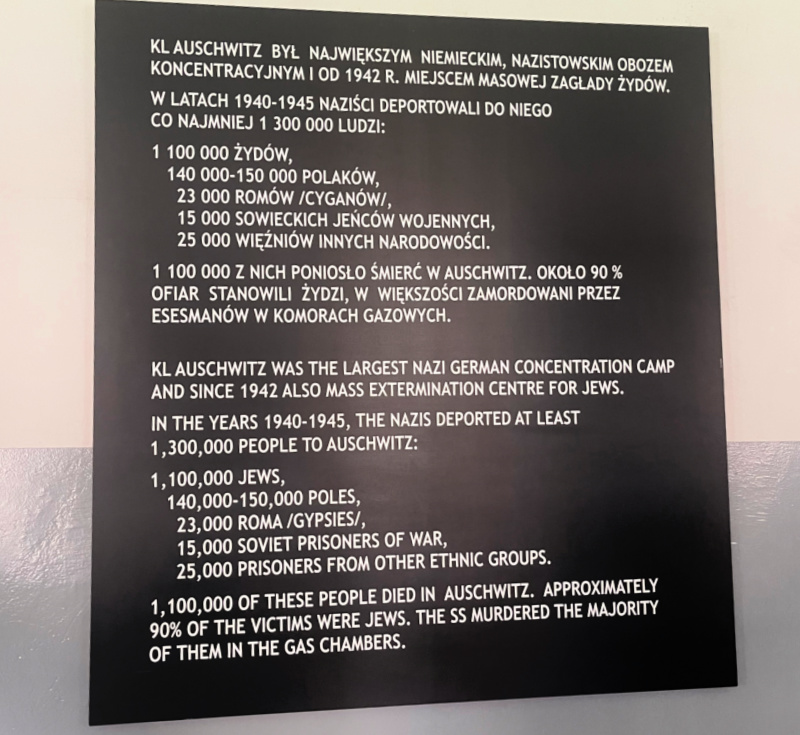 KL AUSCHWITZ BYŁ NAJWIĘKSZYM NIEMIECKIM, NAZISTOWSKIM OBOZEM
KONCENTRACYJNYM I OD 1942 R. MIEJSCEM MASOWEJ ZAGŁADY ŻYDÓW.
W LATACH 1940-1945 NAZIŚCI DEPORTOWALI DO NIEGO
CO NAJMNIEJ 1 300 000 LUDZI:
1 100 000 ŻYDÓW,
140 000-150 000 POLAKÓW,
23 000 ROMÓW /CYGANÓW/,
15 000 SOWIECKICH JEŃCÓW WOJENNYCH,
25 000 WIĘŹNIÓW INNYCH NARODOWOŚCI.
1 100 000 Z NICH PONIOSŁO ŚMIERĆ W AUSCHWITZ. OKOŁO 90 %
OFIAR STANOWILI ŻYDZI, W WIĘKSZOŚCI ZAMORDOWANI PRZEZ
ESESMANÓW W KOMORACH GAZOWYCH.
KL AUSCHWITZ WAS THE LARGEST NAZI GERMAN CONCENTRATION CAMP
AND SINCE 1942 ALSO MASS EXTERMINATION CENTRE FOR JEWS.
IN THE YEARS 1940-1945, THE NAZIS DEPORTED AT LEAST
1,300,000 PEOPLE TO AUSCHWITZ:
1,100,000 JEWS,
140,000-150,000 POLES,
23,000 ROMA /GYPSIES/,
15,000 SOVIET PRISONERS OF WAR,
25,000 PRISONERS FROM OTHER ETHNIC GROUPS.
1,100,000 OF THESE PEOPLE DIED IN AUSCHWITZ. APPROXIMATELY
90% OF THE VICTIMS WERE JEWS. THE SS MURDERED THE MAJORITY
OF THEM IN THE GAS CHAMBERS.